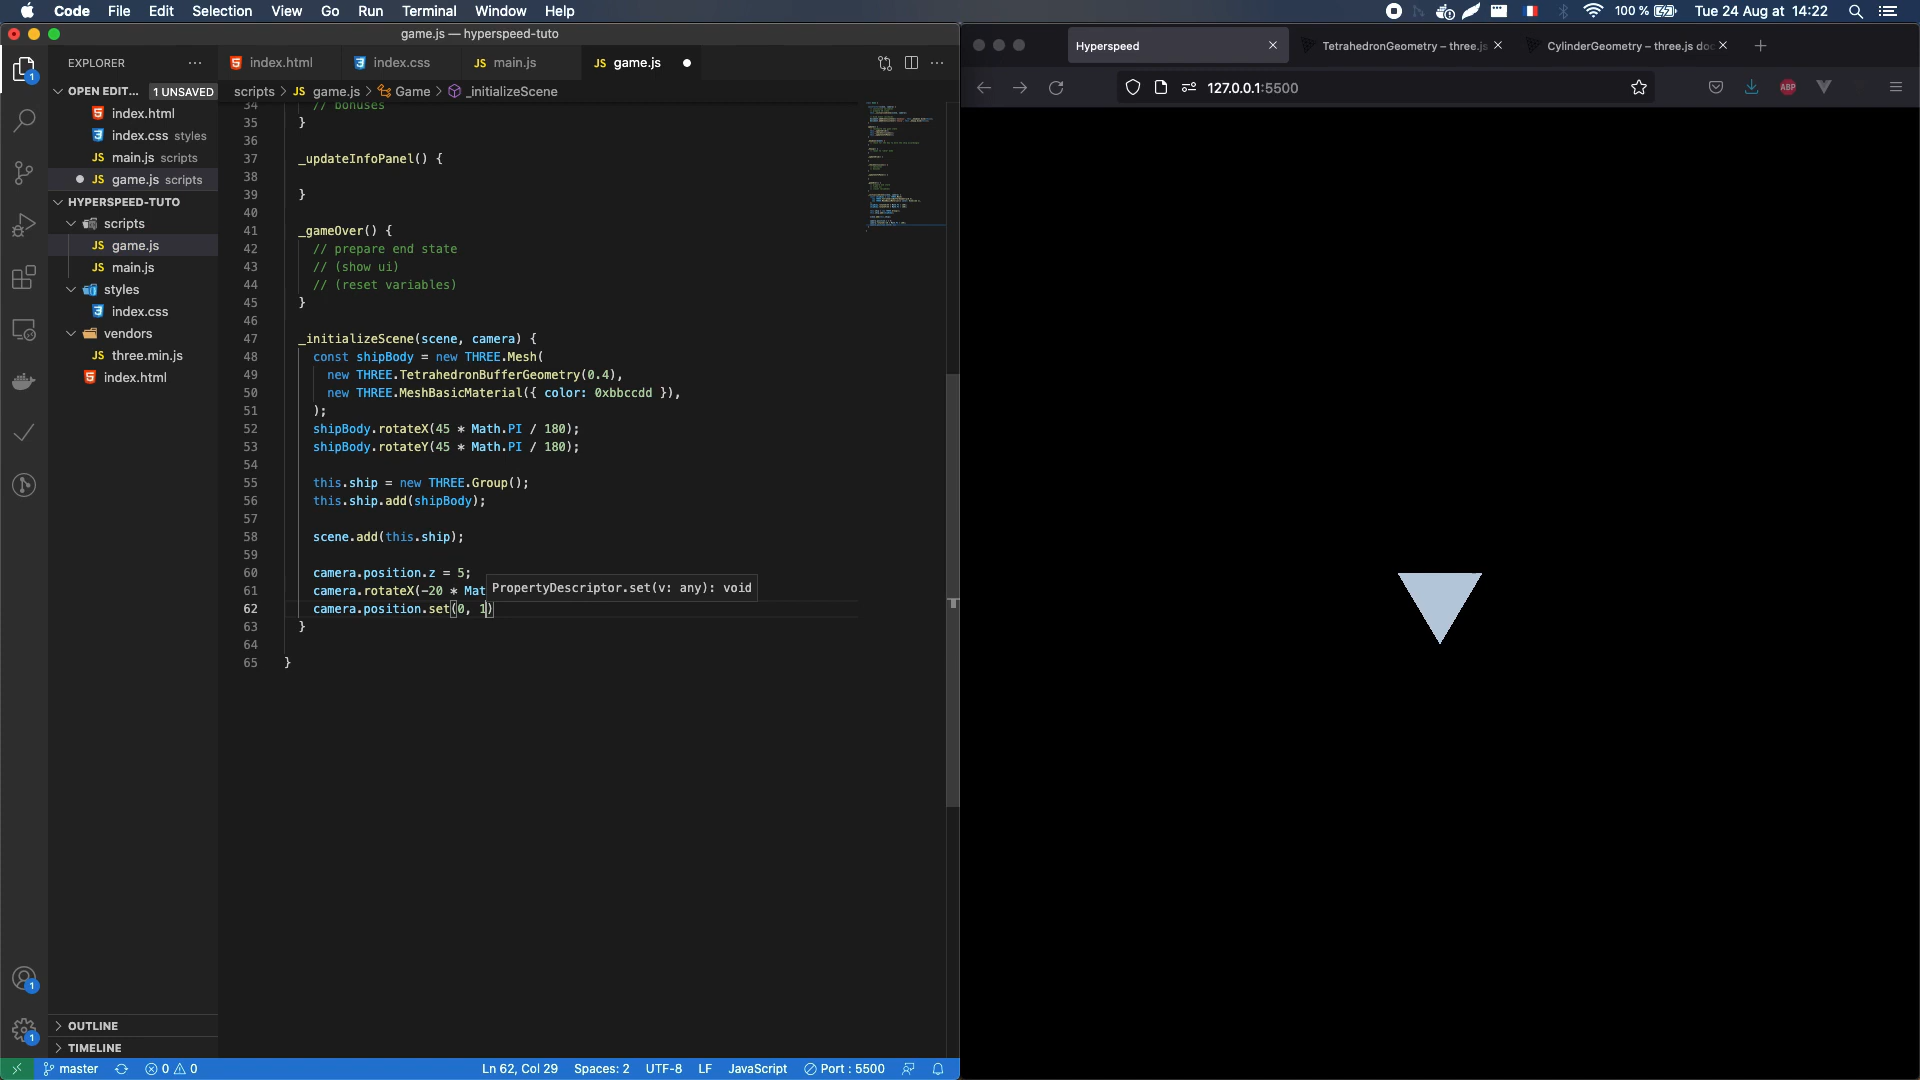 Code File Edit Selection View Go Run Terminal Window Help
100 % Tue 24 Aug at 14:22
game.js — hyperspeed-tuto
EXPLORER
OPEN EDIT... 1 UNSAVED
index.html
index.css styles
main.js scripts
game.js scripts
HYPERSPEED-TUTO
scripts
game.js
main.js
styles
index.css
vendors
three.min.js
index.html
OUTLINE
TIMELINE
index.html index.css main.js game.js
scripts > game.js > Game > _initializeScene
34 // bonuses
35 }
36
37 _updateInfoPanel() {
38
39 }
40
41 _gameOver() {
42 // prepare end state
43 // (show ui)
44 // (reset variables)
45 }
46
47 _initializeScene(scene, camera) {
48 const shipBody = new THREE.Mesh(
49 new THREE.TetrahedronBufferGeometry(0.4),
50 new THREE.MeshBasicMaterial({ color: 0xbbccdd }),
51 );
52 shipBody.rotateX(45 * Math.PI / 180);
53 shipBody.rotateY(45 * Math.PI / 180);
54
55 this.ship = new THREE.Group();
56 this.ship.add(shipBody);
57
58 scene.add(this.ship);
59
60 camera.position.z = 5;
61 camera.rotateX(-20 * Mat
PropertyDescriptor.set(v: any): void
62 camera.position.set(0, 1)
63 }
64
65 }
master 0 0 Ln 62, Col 29 Spaces: 2 UTF-8 LF JavaScript Port : 5500
Hyperspeed TetrahedronGeometry – three.js CylinderGeometry – three.js doc
127.0.0.1:5500
ABP